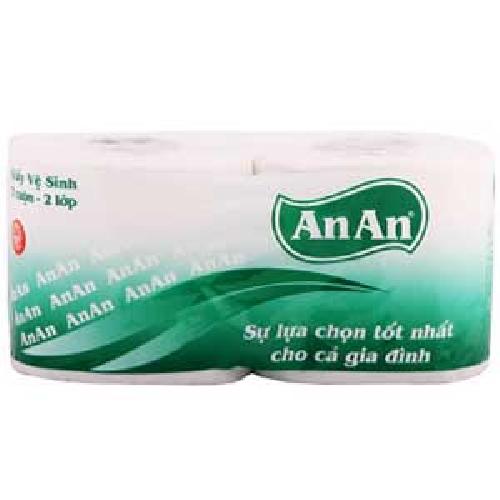 Vệ Sinh
- 2 lớp
AnAn
Sự lựa chọn tốt nhất
cho cả gia đình
AnAn AnAn AnAn AnAn
AnAn AnAn AnAn AnAn
AnAn AnAn AnAn AnAn